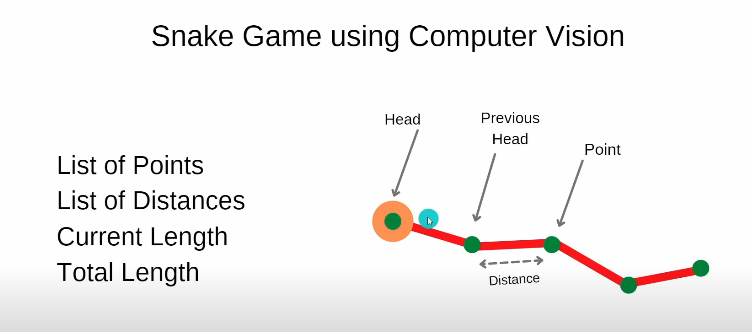 Snake Game using Computer Vision
Head
Previous
Head
Point
List of Points
List of Distances
Current Length
Total Length
Distance